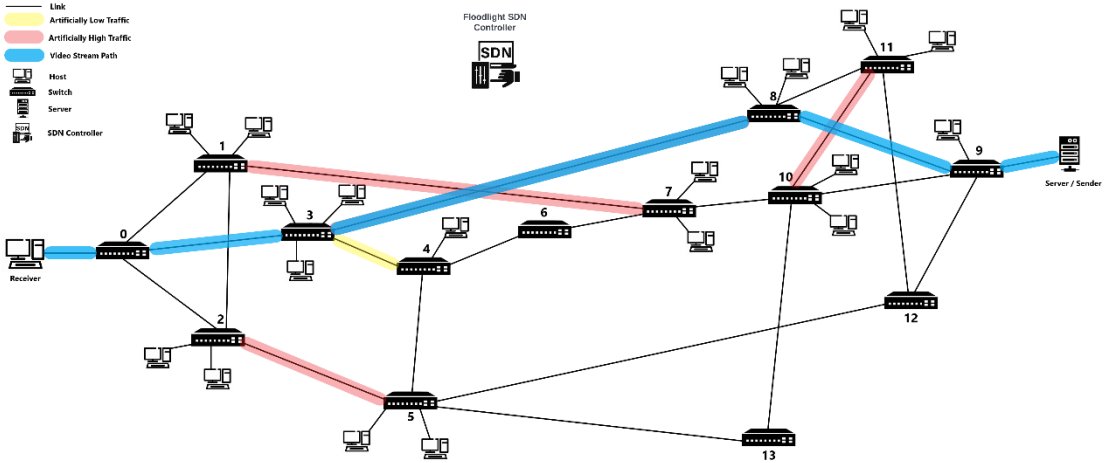 Link
Artificially Low Traffic
Artificially High Traffic
Video Stream Path
Host
Switch
Server
SDN
SDN Controller
Floodlight SDN
Controller
SDN
11
8
1
9
10
7
3
6
Server / Sender
0
4
Receiver
2
12
5
13